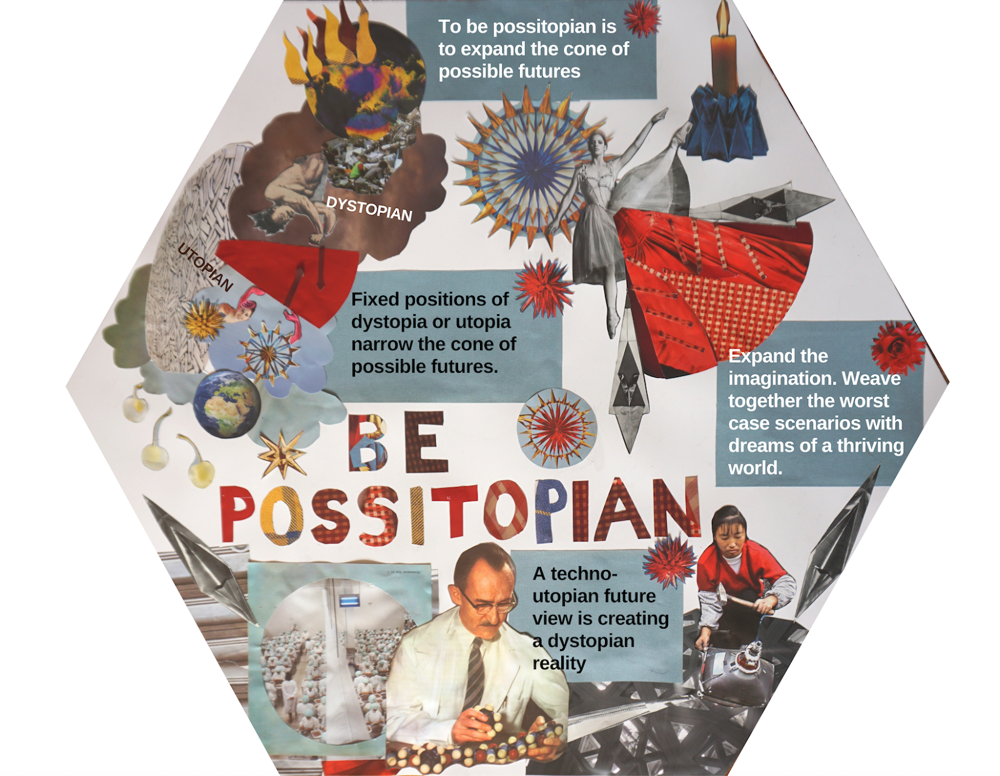 To be possitopian is
to expand the cone of
possible futures
DYSTOPIAN
UTOPIAN
Fixed positions of
dystopia or utopia
narrow the cone of
possible futures.
Expand the
imagination. Weave
together the worst
case scenarios with
dreams of a thriving
world.
BE
POSSITOPIAN
A techno-
utopian future
view is creating
a dystopian
reality